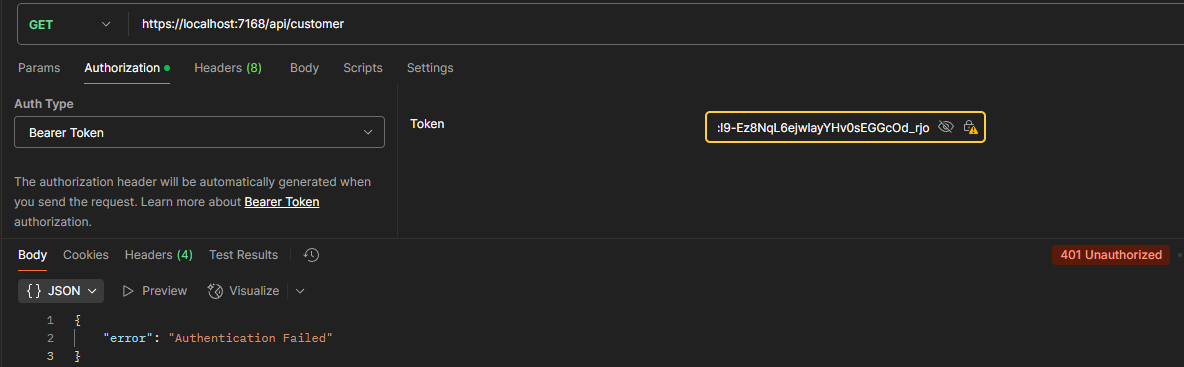 GET https://localhost:7168/api/customer
Params Authorization Headers (8) Body Scripts Settings
Auth Type
Bearer Token
The authorization header will be automatically generated when
you send the request. Learn more about Bearer Token
authorization.
Token :I9-Ez8NqL6ejwIayYHv0sEGGcOd_rjo
Body Cookies Headers (4) Test Results 401 Unauthorized
{} JSON Preview Visualize
1 {
2 "error": "Authentication Failed"
3 }